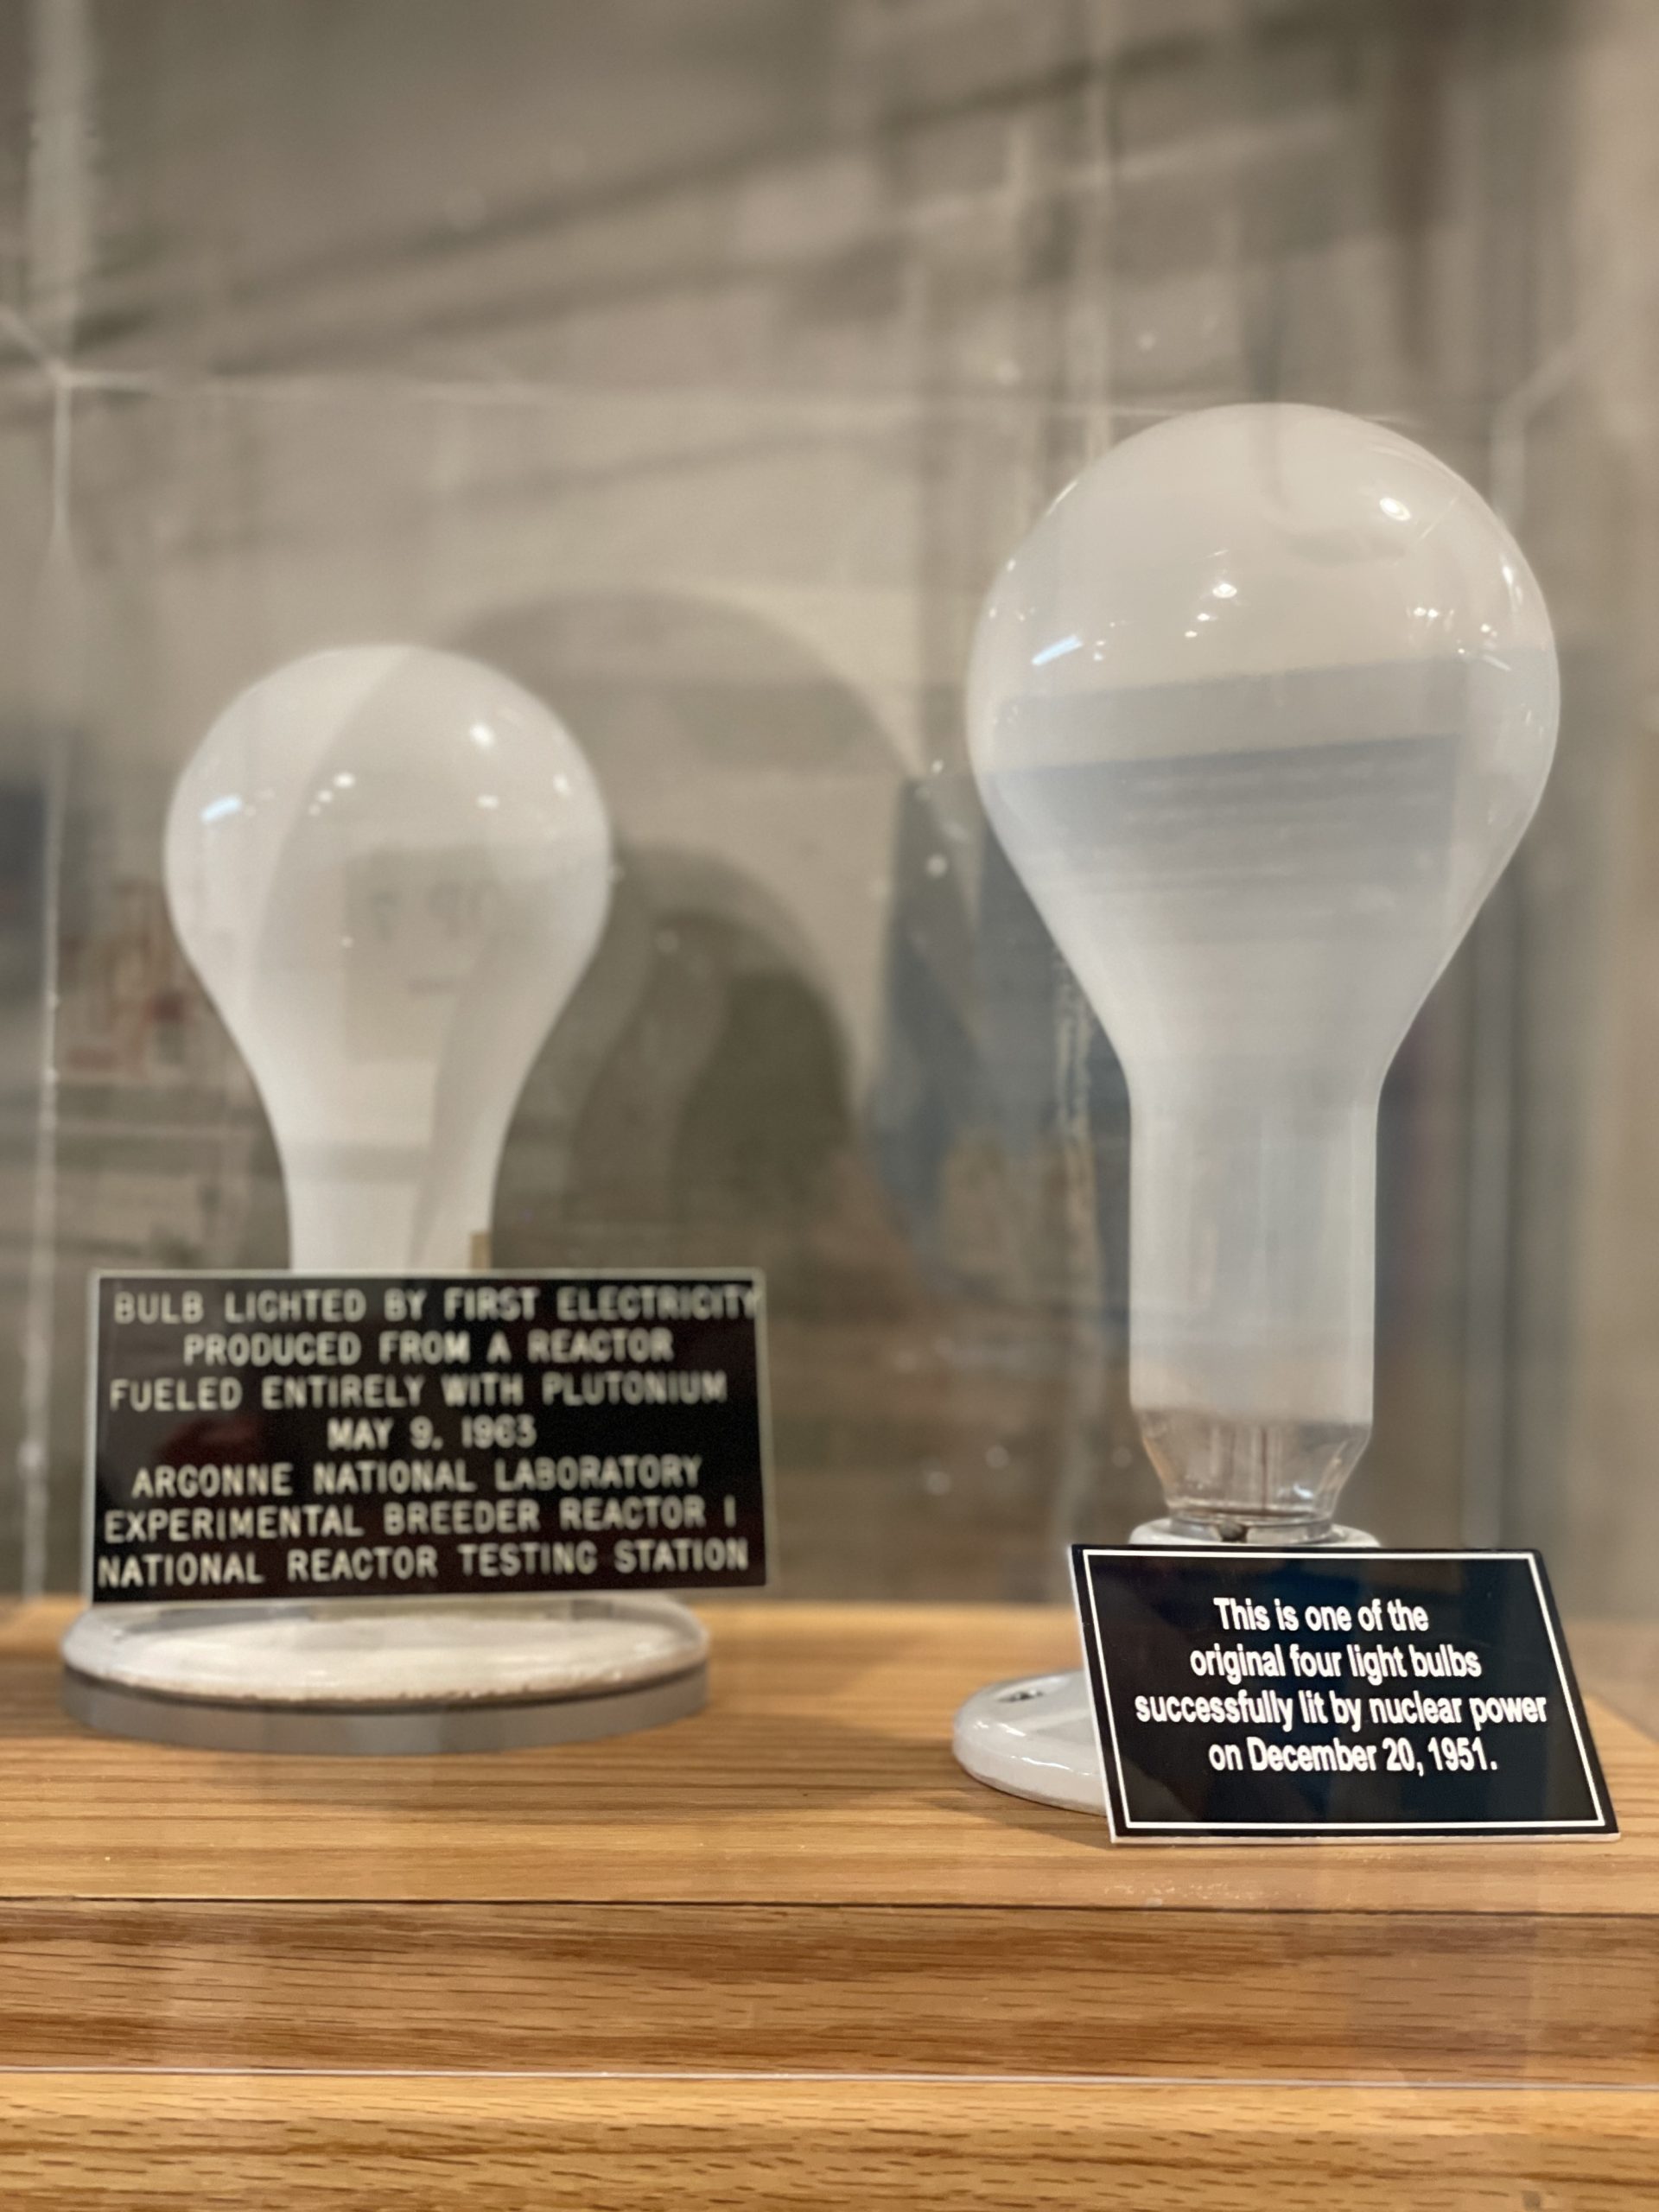 BULB LIGHTED BY FIRST ELECTRICITY
PRODUCED FROM A REACTOR
FUELED ENTIRELY WITH PLUTONIUM
MAY 9, 1963
ARGONNE NATIONAL LABORATORY
EXPERIMENTAL BREEDER REACTOR I
NATIONAL REACTOR TESTING STATION
This is one of the
original four light bulbs
successfully lit by nuclear power
on December 20, 1951.